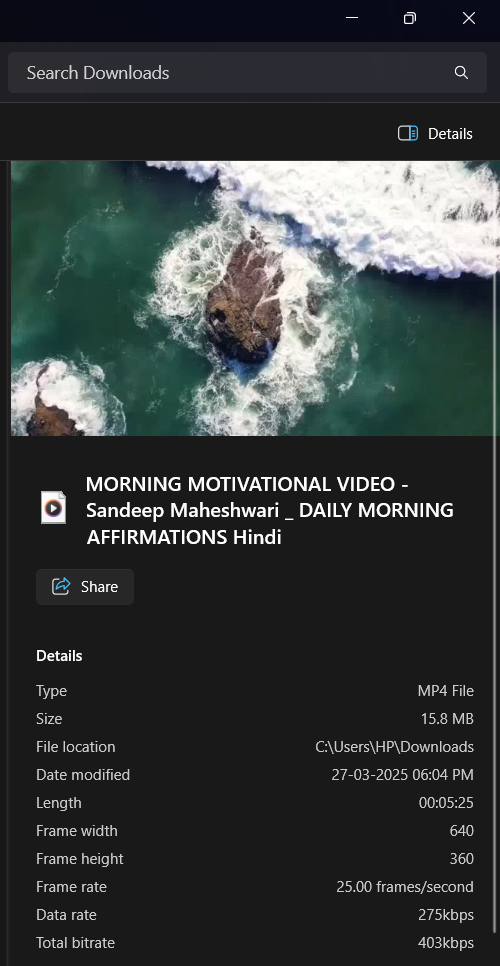 Search Downloads
Details
MORNING MOTIVATIONAL VIDEO -
Sandeep Maheshwari _ DAILY MORNING
AFFIRMATIONS Hindi
Share
Details
Type MP4 File
Size 15.8 MB
File location C:\Users\HP\Downloads
Date modified 27-03-2025 06:04 PM
Length 00:05:25
Frame width 640
Frame height 360
Frame rate 25.00 frames/second
Data rate 275kbps
Total bitrate 403kbps